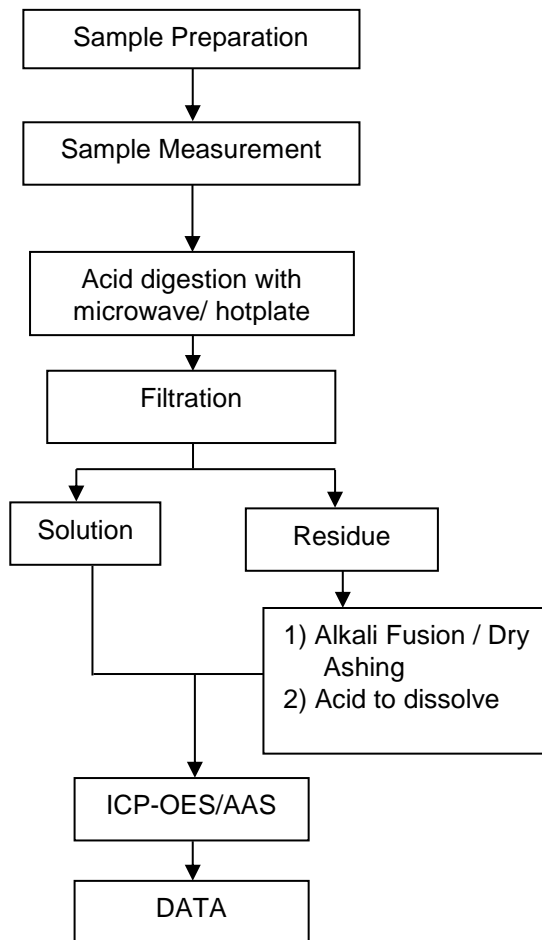 Sample Preparation
Sample Measurement
Acid digestion with
microwave/ hotplate
Filtration
Solution
Residue
1) Alkali Fusion / Dry
Ashing
2) Acid to dissolve
ICP-OES/AAS
DATA